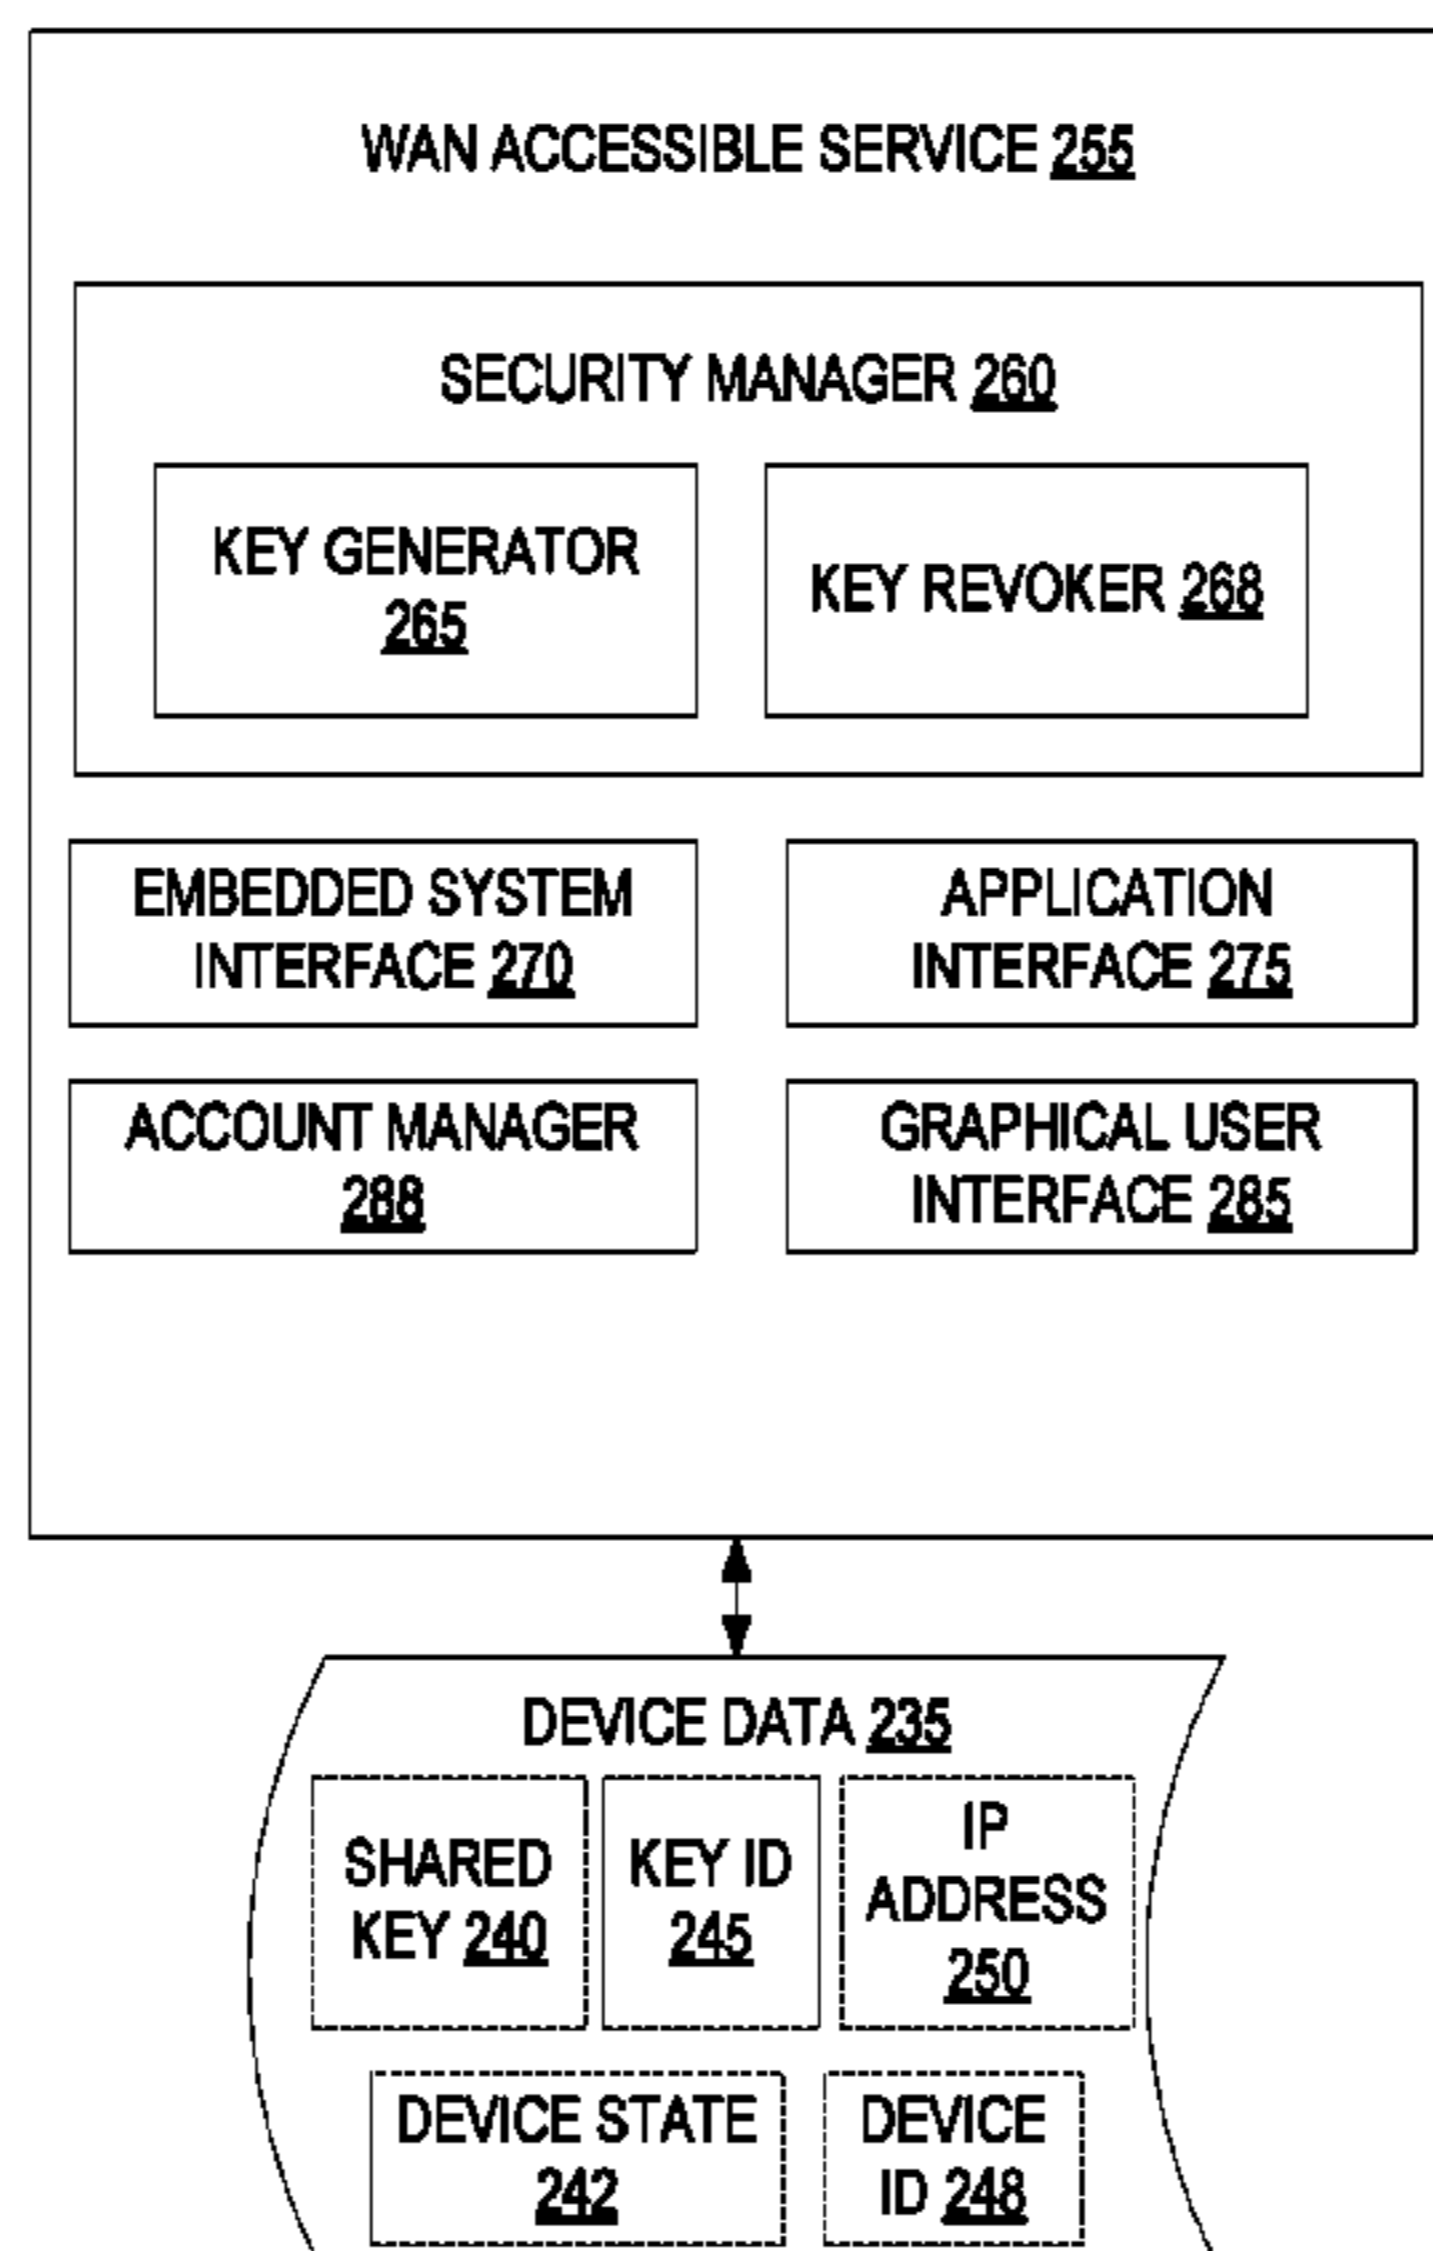 WAN ACCESSIBLE SERVICE 255
SECURITY MANAGER 260
KEY GENERATOR
265
KEY REVOKER 268
EMBEDDED SYSTEM
INTERFACE 270
APPLICATION
INTERFACE 275
ACCOUNT MANAGER
288
GRAPHICAL USER
INTERFACE 285
DEVICE DATA 235
SHARED
KEY 240
KEY ID
245
IP
ADDRESS
250
DEVICE STATE
242
DEVICE
ID 248